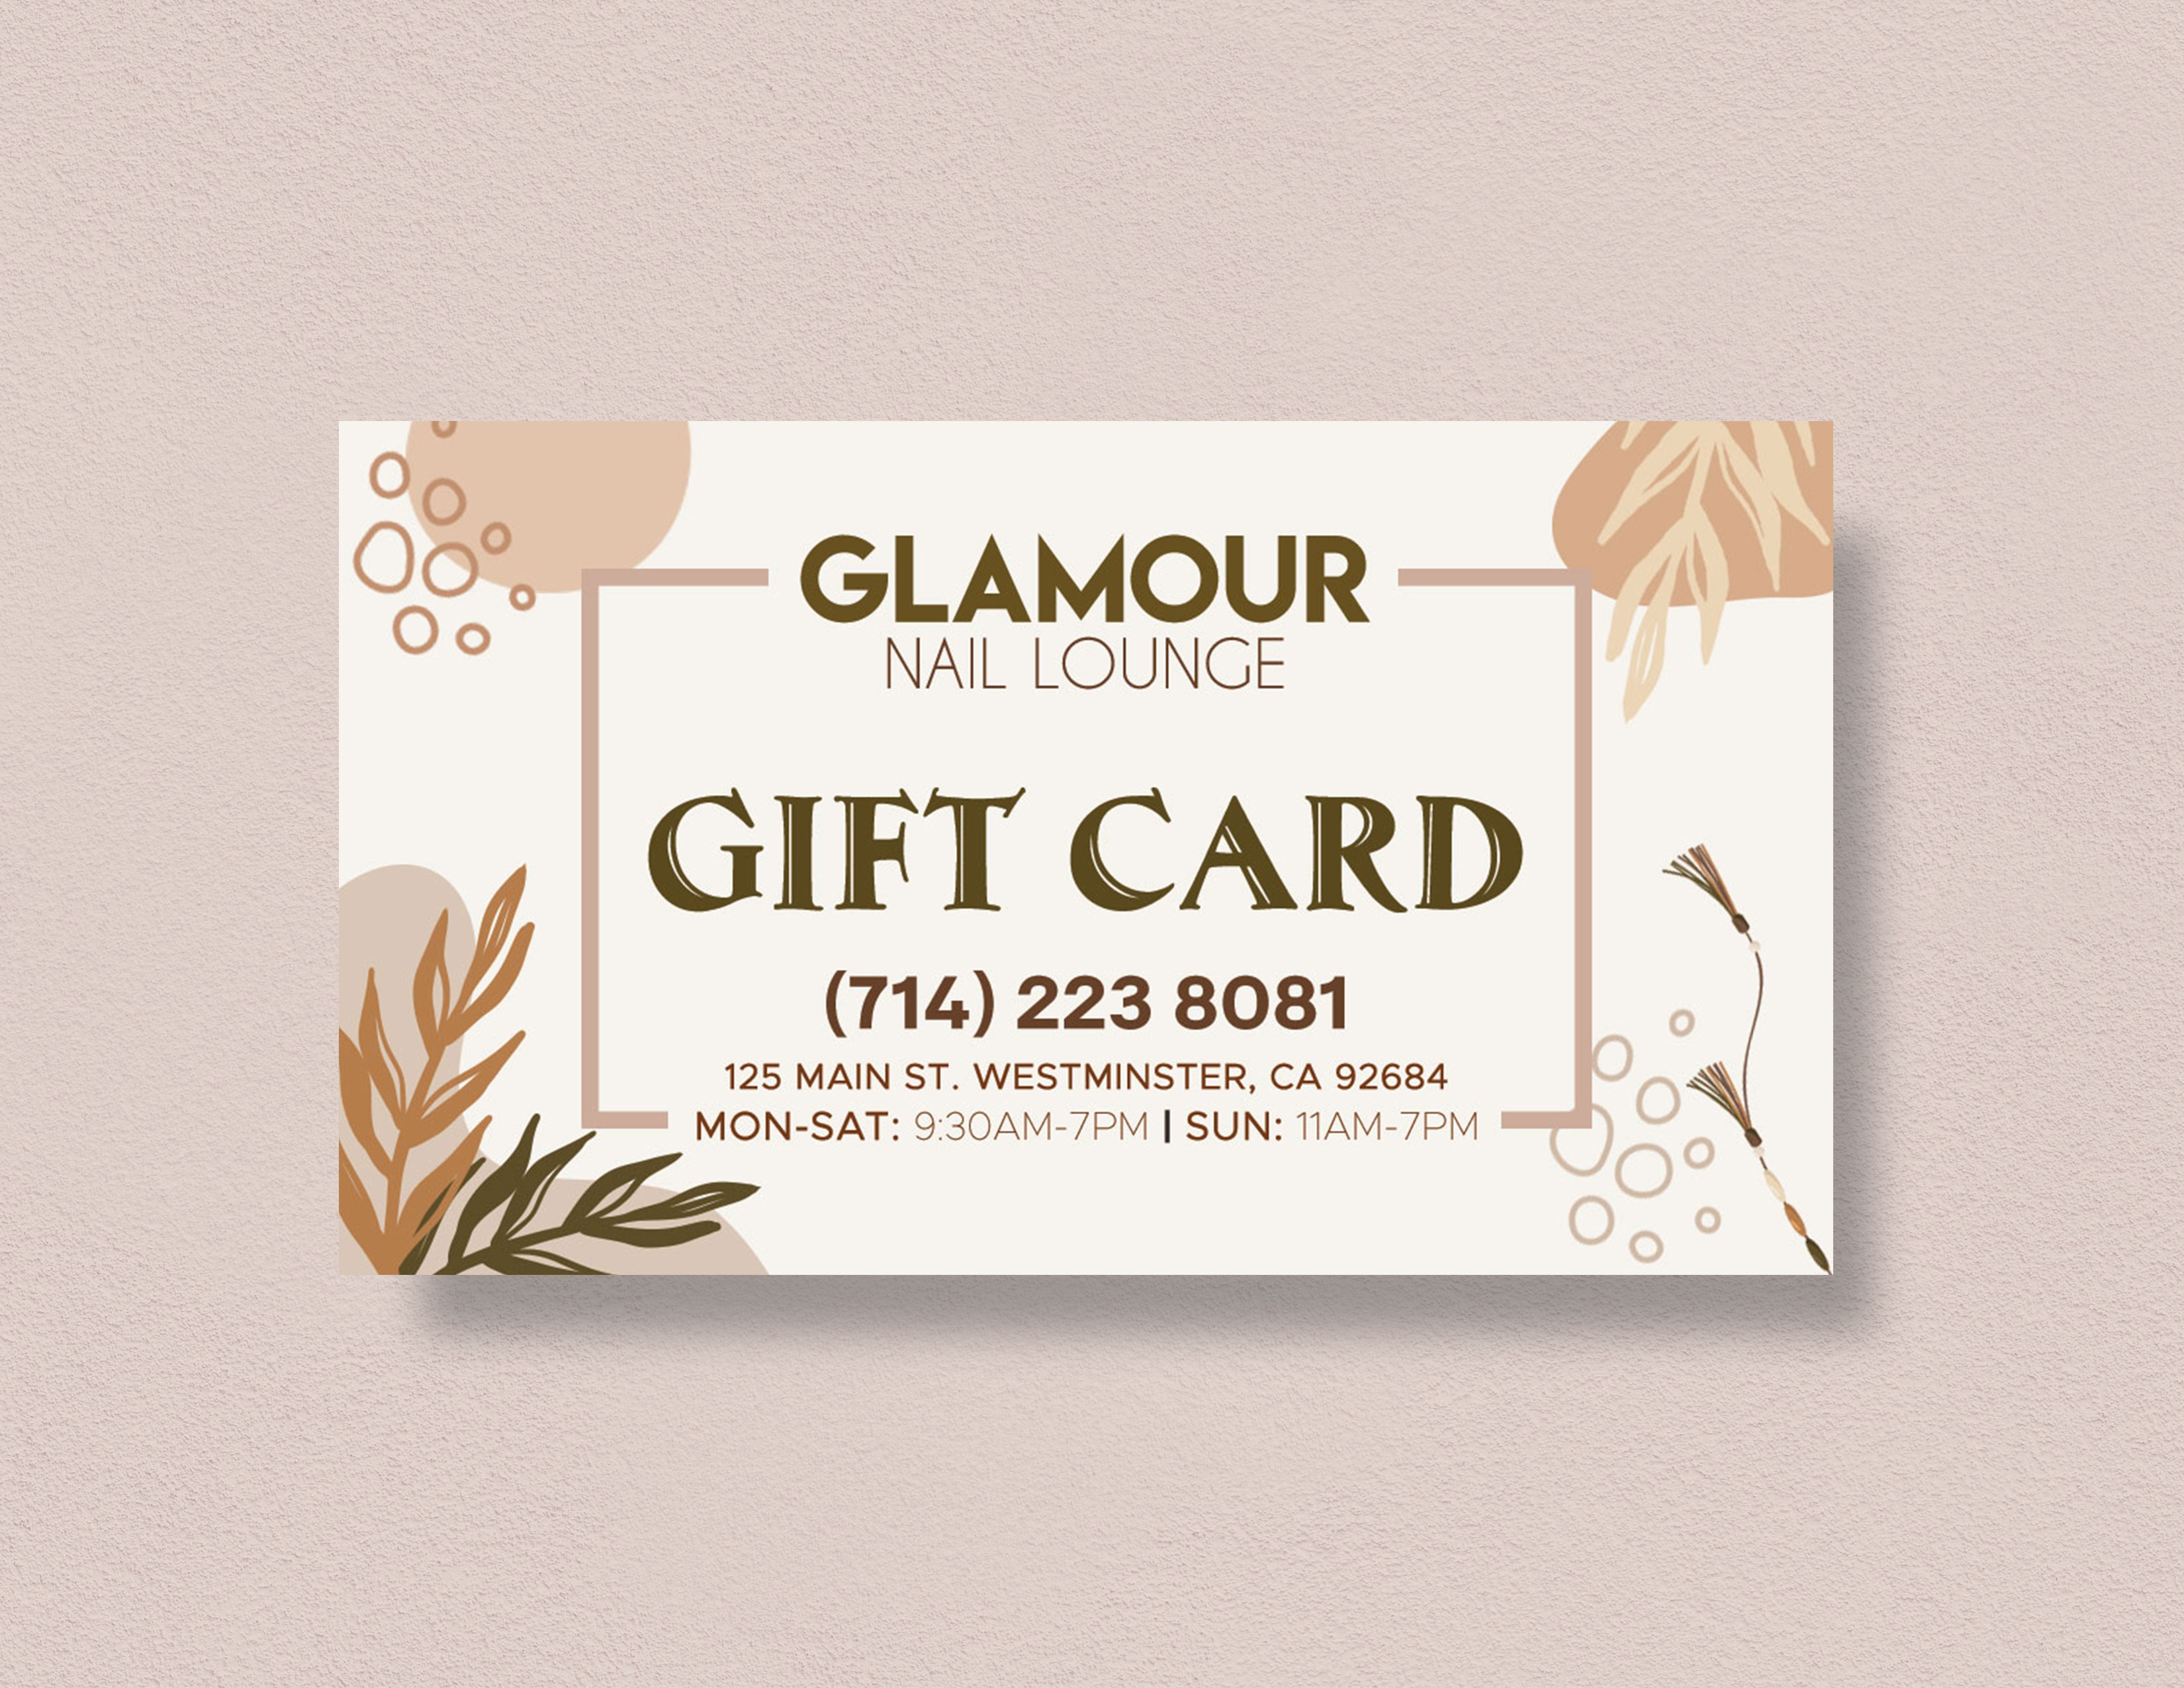 GLAMOUR
NAIL LOUNGE
GIFT CARD
(714) 223 8081
125 MAIN ST. WESTMINSTER, CA 92684
MON-SAT: 9:30AM-7PM | SUN: 11AM-7PM